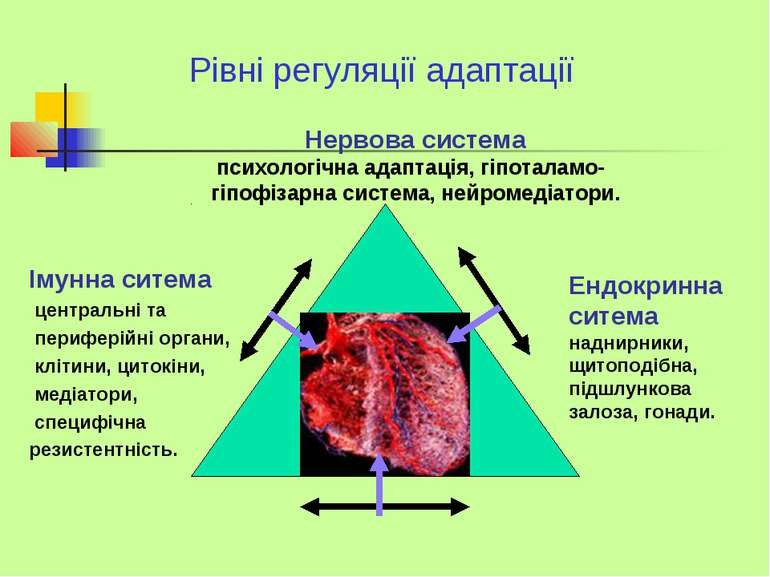 Рівні регуляції адаптації
Нервова система
психологічна адаптація, гіпоталамо-
гіпофізарна система, нейромедіатори.
Імунна ситема
центральні та
периферійні органи,
клітини, цитокіни,
медіатори,
специфічна
резистентність.
Ендокринна
ситема
наднирники,
щитоподібна,
підшлункова
залоза, гонади.